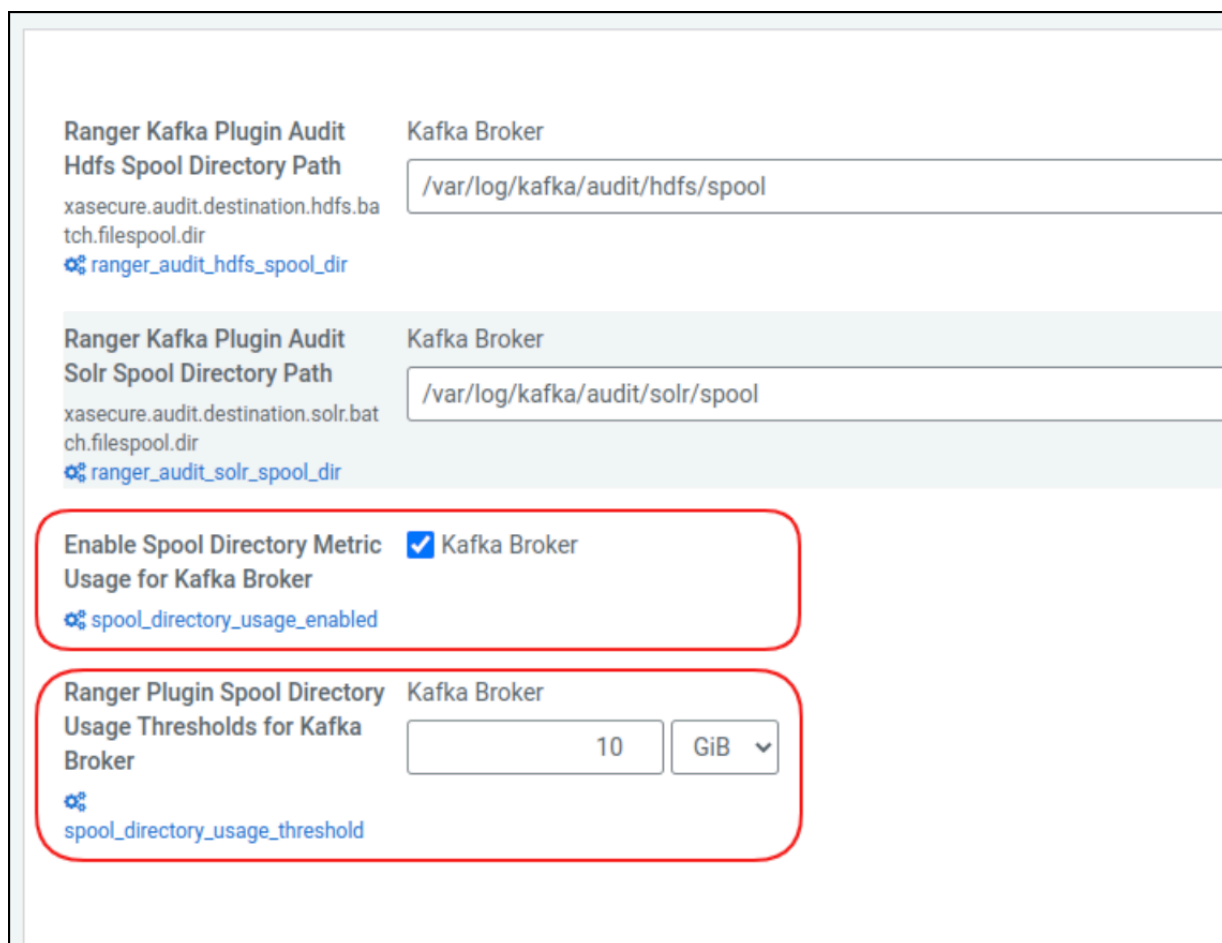 Ranger Kafka Plugin Audit
Hdfs Spool Directory Path
xasecure.audit.destination.hdfs.ba
tch.filespool.dir
ranger_audit_hdfs_spool_dir
Kafka Broker
/var/log/kafka/audit/hdfs/spool
Ranger Kafka Plugin Audit
Solr Spool Directory Path
xasecure.audit.destination.solr.bat
ch.filespool.dir
ranger_audit_solr_spool_dir
Kafka Broker
/var/log/kafka/audit/solr/spool
Enable Spool Directory Metric
Usage for Kafka Broker
spool_directory_usage_enabled
Kafka Broker
Ranger Plugin Spool Directory
Usage Thresholds for Kafka
Broker
spool_directory_usage_threshold
Kafka Broker
10 GiB